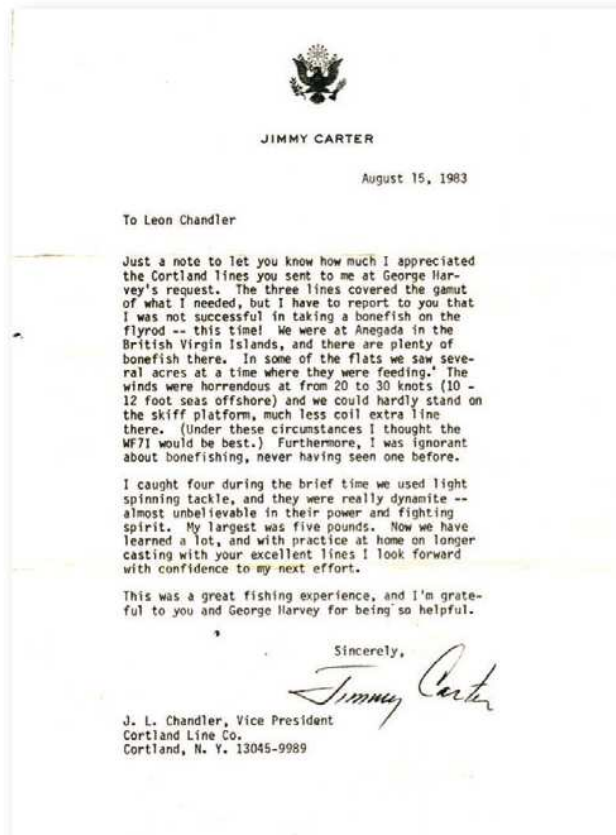 JIMMY CARTER
August 15, 1983
To Leon Chandler
Just a note to let you know how much I appreciated
the Cortland lines you sent to me at George Har-
vey's request. The three lines covered the gamut
of what I needed, but I have to report to you that
I was not successful in taking a bonefish on the
flyrod -- this time! We were at Anegada in the
British Virgin Islands, and there are plenty of
bonefish there. In some of the flats we saw seve-
ral acres at a time where they were feeding. The
winds were horrendous at from 20 to 30 knots (10 -
12 foot seas offshore) and we could hardly stand on
the skiff platform, much less coil extra line
there. (Under these circumstances I thought the
WF7I would be best.) Furthermore, I was ignorant
about bonefishing, never having seen one before.
I caught four during the brief time we used light
spinning tackle, and they were really dynamite --
almost unbelievable in their power and fighting
spirit. My largest was five pounds. Now we have
learned a lot, and with practice at home on longer
casting with your excellent lines I look forward
with confidence to my next effort.
This was a great fishing experience, and I'm grate-
ful to you and George Harvey for being so helpful.
Sincerely,
Jimmy Carter
J. L. Chandler, Vice President
Cortland Line Co.
Cortland, N. Y. 13045-9989